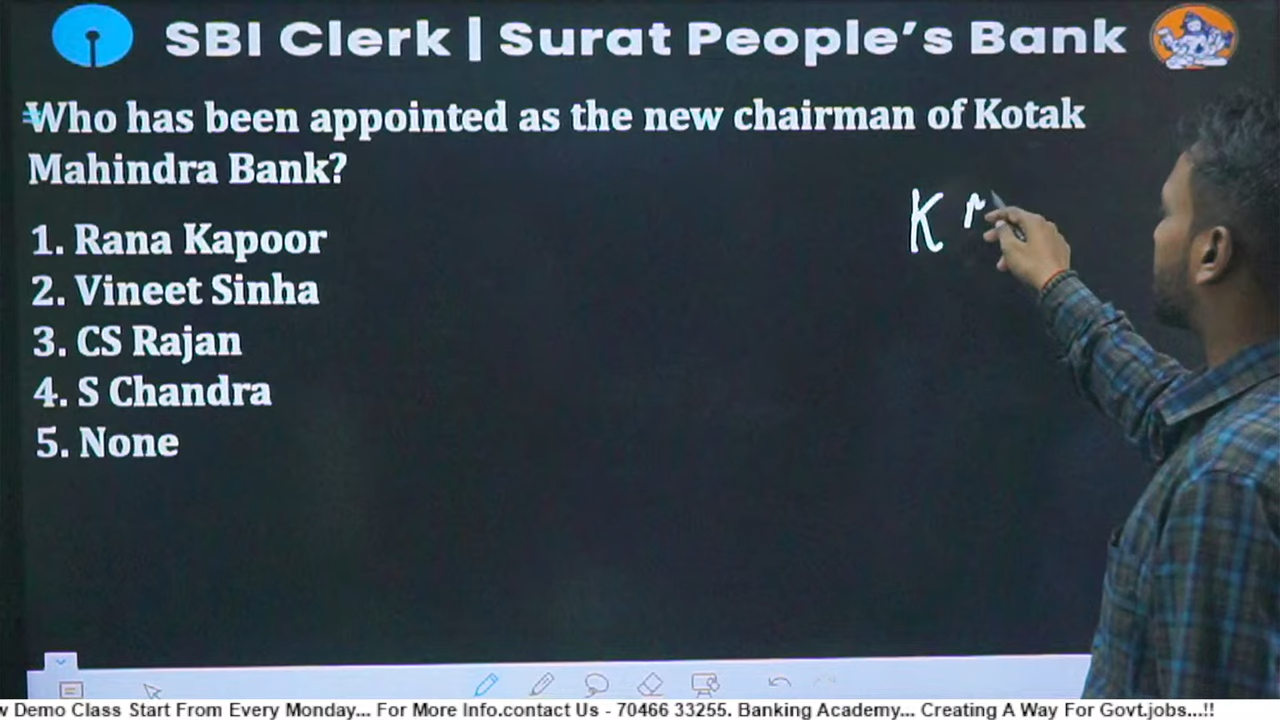 SBI Clerk | Surat People's Bank
Who has been appointed as the new chairman of Kotak
Mahindra Bank?
K
1. Rana Kapoor
2. Vineet Sinha
3. CS Rajan
4. S Chandra
5. None
Demo Class Start From Every Monday... For More Info.contact Us - 70466 33255. Banking Academy... Creating A Way For Govt.jobs...!!